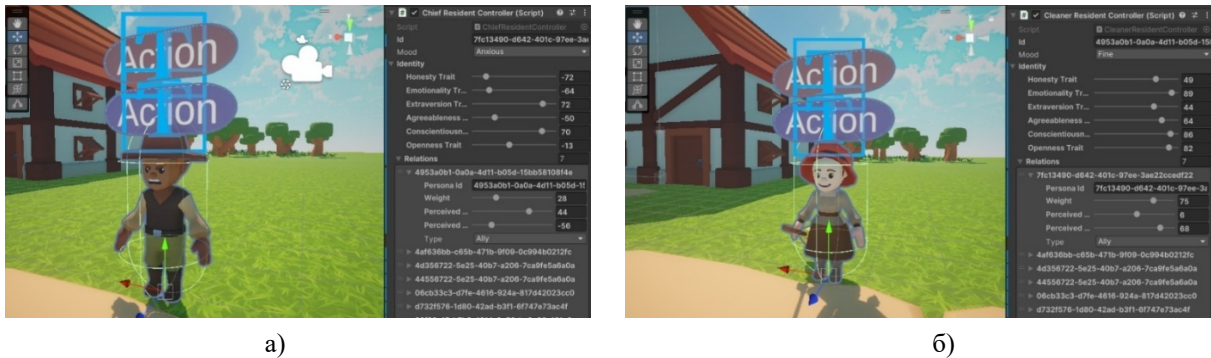 Action
Action
Chief Resident Controller (Script)
Script ChiefResidentController
Id 7fc13490-d642-401c-97ee-3ae
Mood Anxious
Identity
Honesty Trait -72
Emotionality Tr... -64
Extraversion Tr... 72
Agreeableness ... -50
Conscientiousn... 70
Openness Trait -13
Relations 7
4953a0b1-0a0a-4d11-b05d-15bb58108f4e
Persona Id 4953a0b1-0a0a-4d11-b05d-15
Weight 28
Perceived ... 44
Perceived ... -56
Type Ally
4af636bb-c65b-471b-9f09-0c994b0212fc
4d356722-5e25-40b7-a206-7ca9fe5a6a0a
44556722-5e25-40b7-a206-7ca9fe5a6a0a
06cb33c3-d7fe-4616-924a-817d42023cc0
d732f576-1d80-42ad-b3f1-6f747e73ac4f
а)
Action
Action
Cleaner Resident Controller (Script)
Script CleanerResidentController
Id 4953a0b1-0a0a-4d11-b05d-15
Mood Fine
Identity
Honesty Trait 49
Emotionality Tr... 89
Extraversion Tr... 44
Agreeableness ... 64
Conscientiousn... 86
Openness Trait 82
Relations 7
7fc13490-d642-401c-97ee-3ae22ccedf22
Persona Id 7fc13490-d642-401c-97ee-3a
Weight 75
Perceived ... 6
Perceived ... 68
Type Ally
4af636bb-c65b-471b-9f09-0c994b0212fc
4d356722-5e25-40b7-a206-7ca9fe5a6a0a
44556722-5e25-40b7-a206-7ca9fe5a6a0a
06cb33c3-d7fe-4616-924a-817d42023cc0
d732f576-1d80-42ad-b3f1-6f747e73ac4f
б)